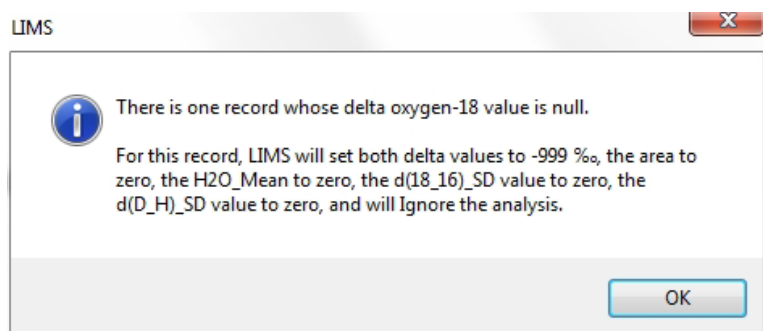 LIMS
There is one record whose delta oxygen-18 value is null.
For this record, LIMS will set both delta values to -999 ‰, the area to
zero, the H2O_Mean to zero, the d(18_16)_SD value to zero, the
d(D_H)_SD value to zero, and will Ignore the analysis.
OK